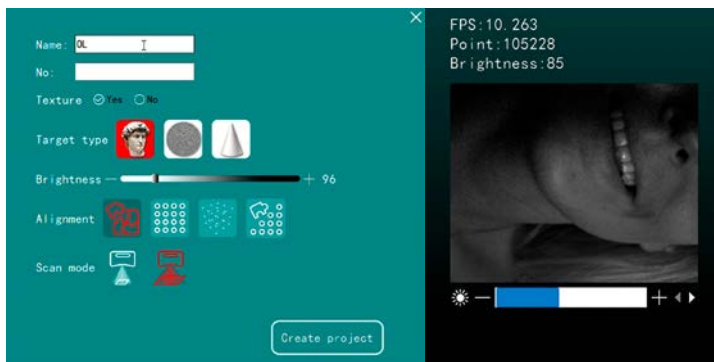 Name: OL
No:
Texture Yes No
Target type
Brightness 96
Alignment
Scan mode
Create project
FPS:10.263
Point:105228
Brightness:85